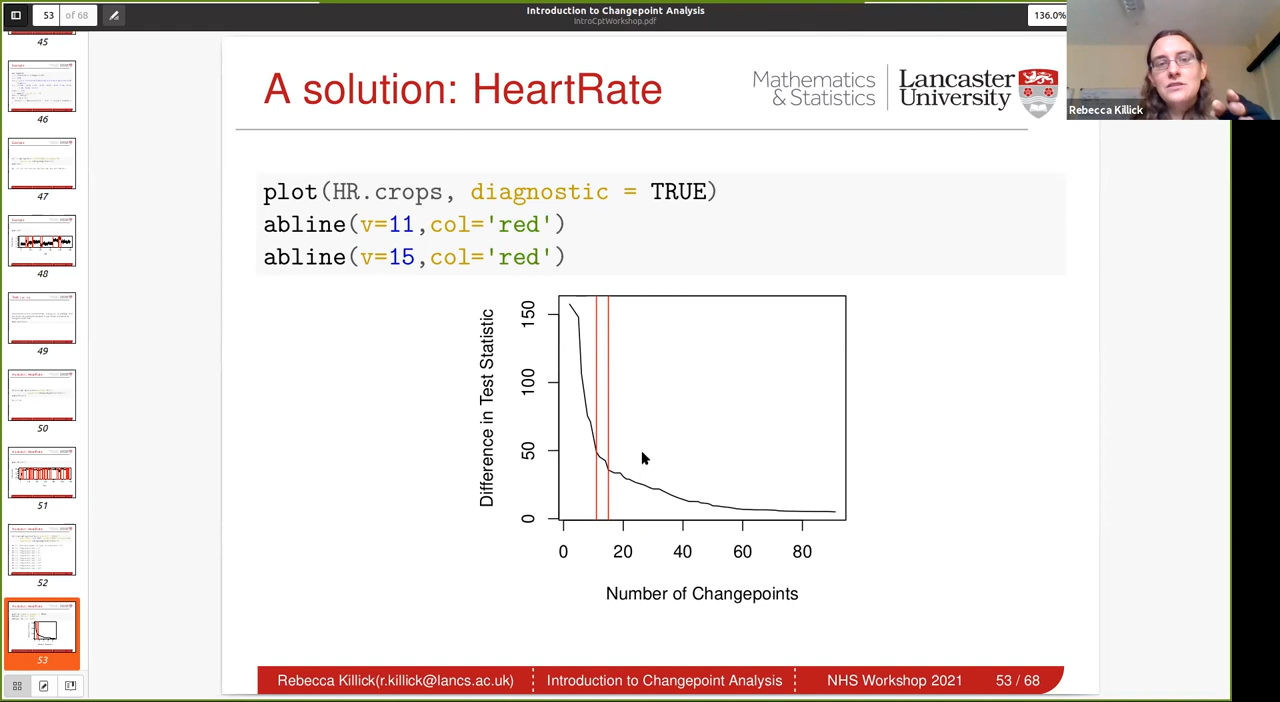 53 of 68
Introduction to Changepoint Analysis
IntroCptWorkshop.pdf
136.0%
45
46
47
48
49
50
51
52
53
A solution: HeartRate
Mathematics & Statistics
Lancaster University
Rebecca Killick
plot(HR.crops, diagnostic = TRUE)
abline(v=11,col='red')
abline(v=15,col='red')
Difference in Test Statistic
150
100
50
0
0 20 40 60 80
Number of Changepoints
Rebecca Killick(r.killick@lancs.ac.uk) Introduction to Changepoint Analysis NHS Workshop 2021 53 / 68